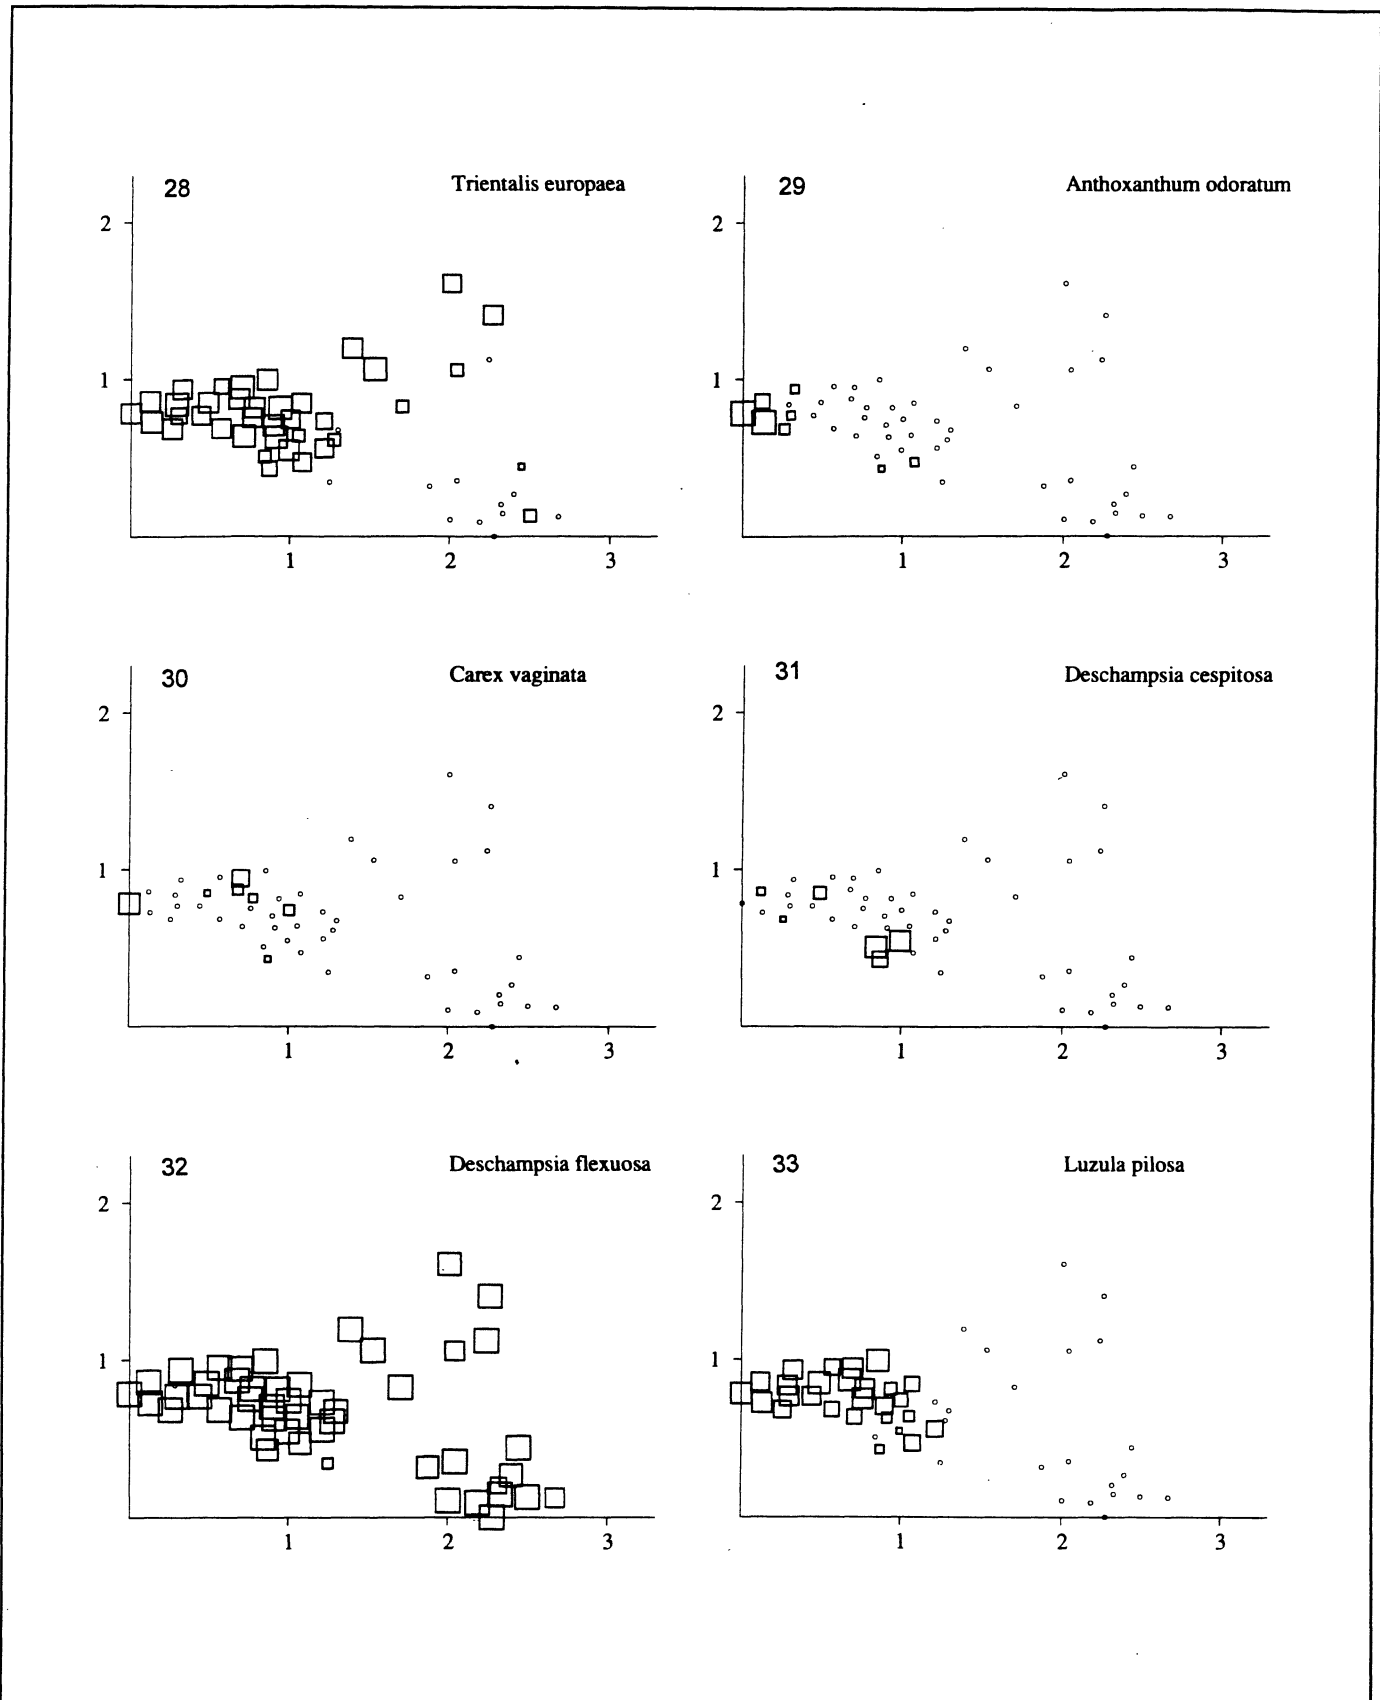 28 Trientalis europaea
2
1
1 2 3
29 Anthoxanthum odoratum
2
1
1 2 3
30 Carex vaginata
2
1
1 2 3
31 Deschampsia cespitosa
2
1
1 2 3
32 Deschampsia flexuosa
2
1
1 2 3
33 Luzula pilosa
2
1
1 2 3